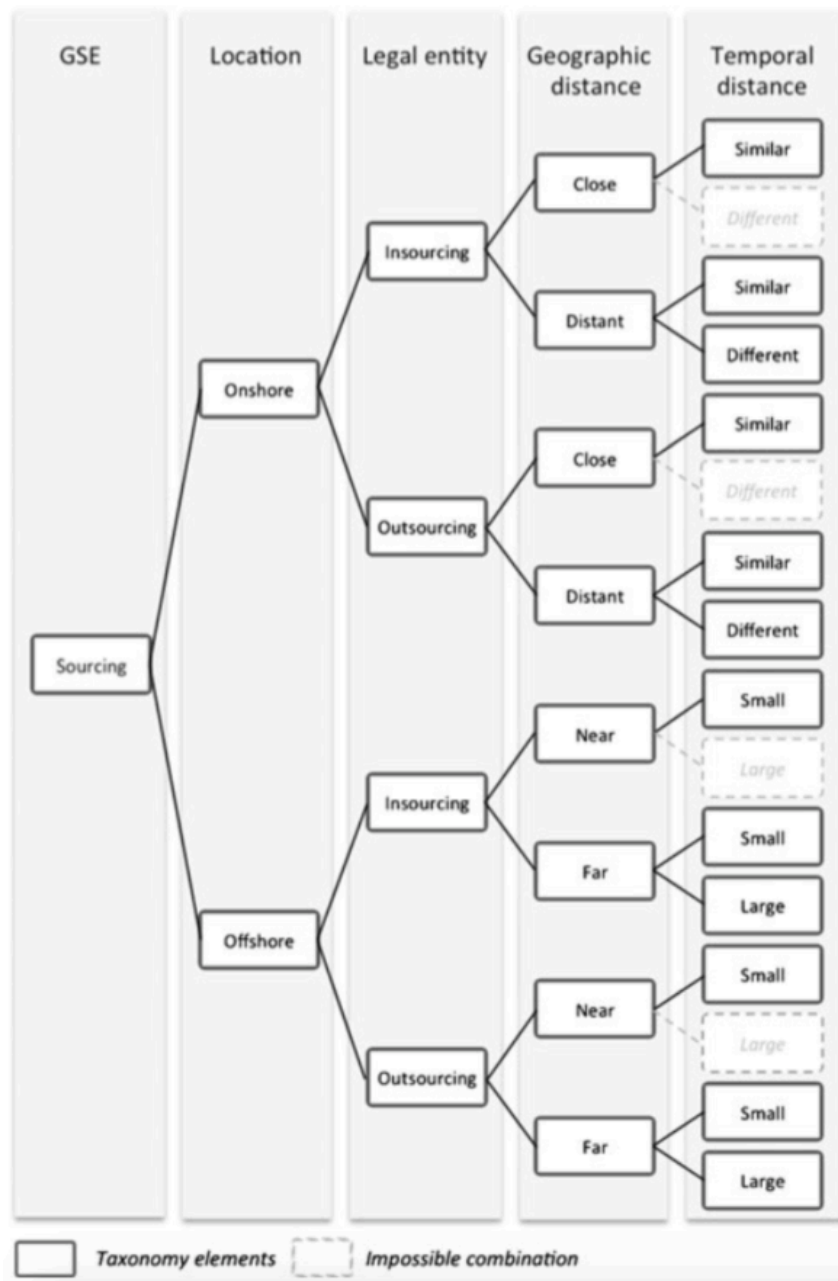 GSE
Location
Legal entity
Geographic
distance
Temporal
distance
Similar
Close
Different
Insourcing
Similar
Distant
Different
Onshore
Similar
Close
Different
Outsourcing
Similar
Distant
Different
Sourcing
Small
Near
Large
Insourcing
Small
Far
Large
Offshore
Small
Near
Large
Outsourcing
Small
Far
Large
Taxonomy elements
Impossible combination